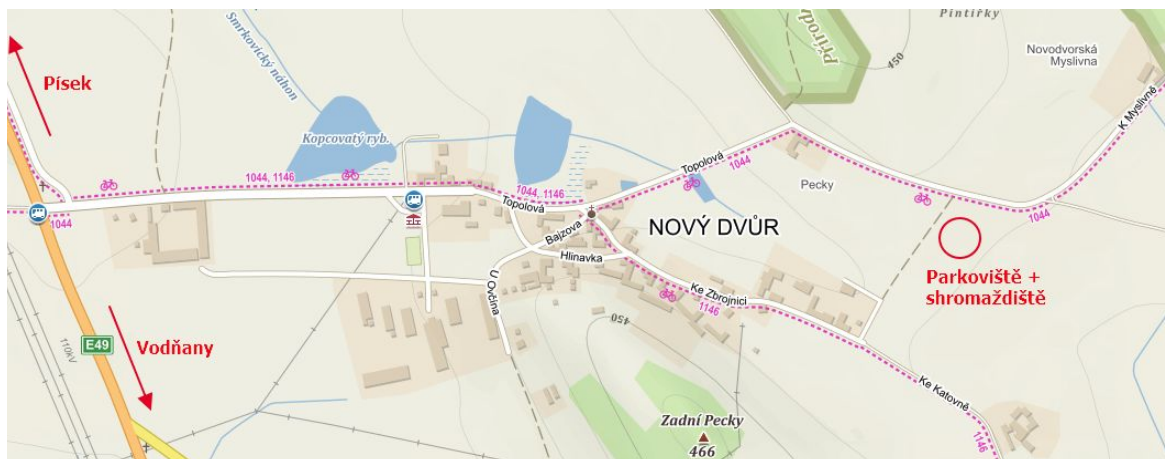 Pintířky
Smrkovický náhon
Přírod
450
Novodvorská
Myslivna
Písek
K Myslivně
Kopcovatý ryb.
Topolová
1044
1044, 1146
1044, 1146
Pecky
1044
1044
Topolová
Bajzova
NOVÝ DVŮR
Hlinavka
U Ovčína
Ke Zbrojnici
1146
Parkoviště +
shromaždiště
450
110kV
E49
Vodňany
Ke Katovně
Zadní Pecky
466
1146